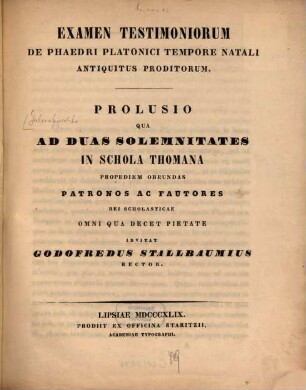 EXAMEN TESTIMONIORUM
DE PHAEDRI PLATONICI TEMPORE NATALI
ANTIQUITUS PRODITORUM.
PROLUSIO
QUA
AD DUAS SOLEMNITATES
IN SCHOLA THOMANA
PROPEDIEM OBEUNDAS
PATRONOS AC FAUTORES
REI SCHOLASTICAE
OMNI QUA DECET PIETATE
INVITAT
GODOFREDUS STALLBAUMIUS
RECTOR.
LIPSIAE MDCCCXLIX.
PRODIIT EX OFFICINA STARITZII,
ACADEMIAE TYPOGRAPHI.